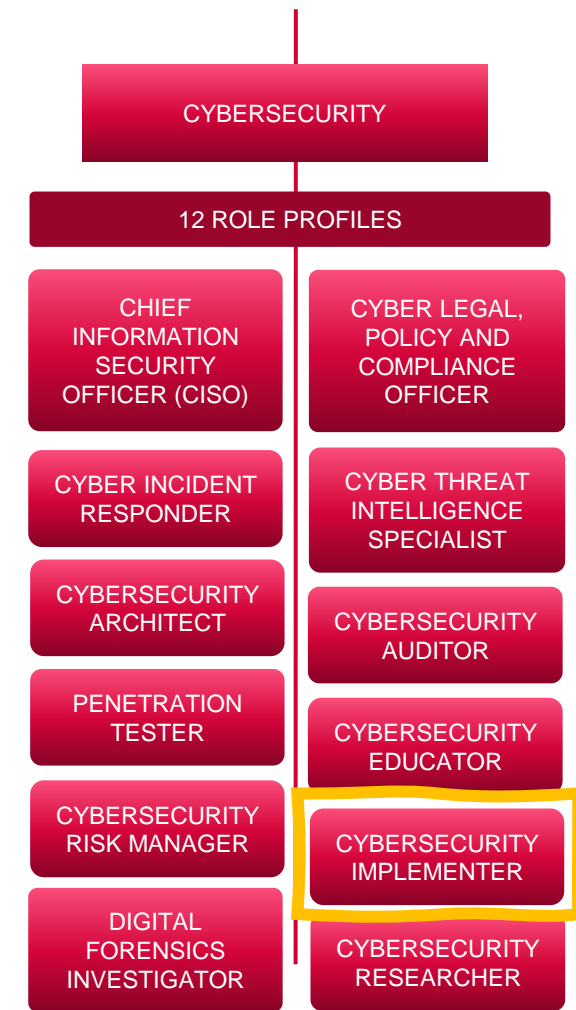 CYBERSECURITY
12 ROLE PROFILES
CHIEF
INFORMATION
SECURITY
OFFICER (CISO)
CYBER LEGAL,
POLICY AND
COMPLIANCE
OFFICER
CYBER INCIDENT
RESPONDER
CYBER THREAT
INTELLIGENCE
SPECIALIST
CYBERSECURITY
ARCHITECT
CYBERSECURITY
AUDITOR
PENETRATION
TESTER
CYBERSECURITY
EDUCATOR
CYBERSECURITY
RISK MANAGER
CYBERSECURITY
IMPLEMENTER
DIGITAL
FORENSICS
INVESTIGATOR
CYBERSECURITY
RESEARCHER